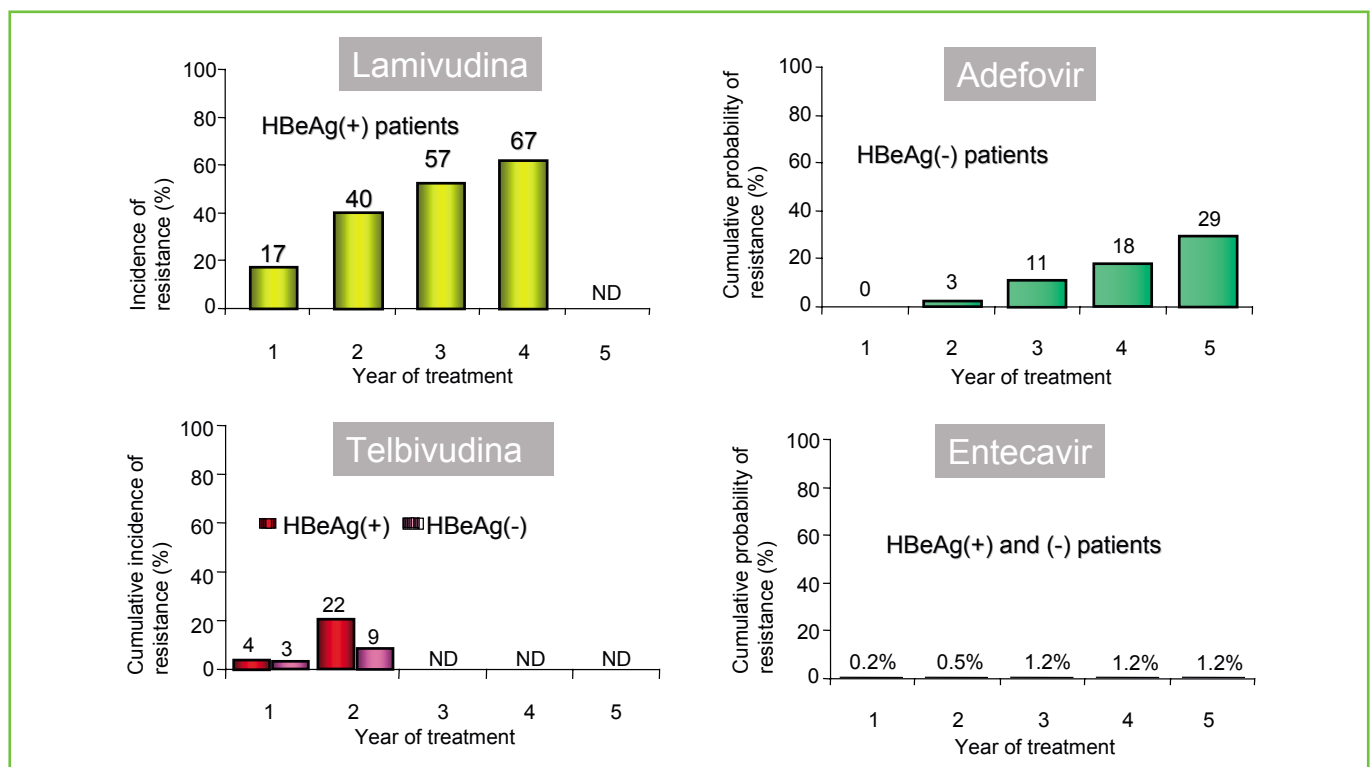 Lamivudina
Incidence of
resistance (%)
100
80
60
40
20
0
HBeAg(+) patients
17
40
57
67
ND
1 2 3 4 5
Year of treatment
Adefovir
Cumulative probability of
resistance (%)
100
80
60
40
20
0
HBeAg(-) patients
0
3
11
18
29
1 2 3 4 5
Year of treatment
Telbivudina
Cumulative incidence of
resistance (%)
100
80
60
40
20
0
HBeAg(+) HBeAg(-)
4
3
22
9
ND ND ND
1 2 3 4 5
Year of treatment
Entecavir
Cumulative probability of
resistance (%)
100
80
60
40
20
0
HBeAg(+) and (-) patients
0.2% 0.5% 1.2% 1.2% 1.2%
1 2 3 4 5
Year of treatment